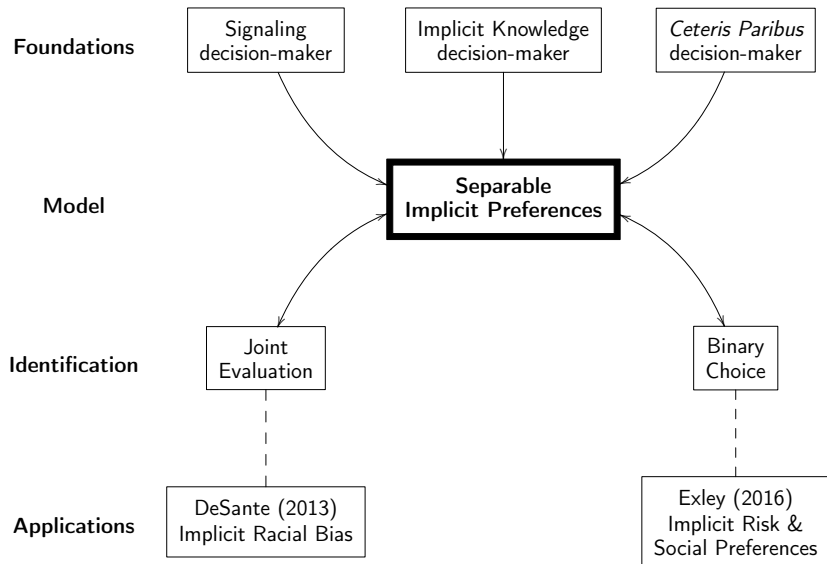 Foundations
Signaling
decision-maker
Implicit Knowledge
decision-maker
Ceteris Paribus
decision-maker
Model
Separable
Implicit Preferences
Identification
Joint
Evaluation
Binary
Choice
Applications
DeSante (2013)
Implicit Racial Bias
Exley (2016)
Implicit Risk &
Social Preferences